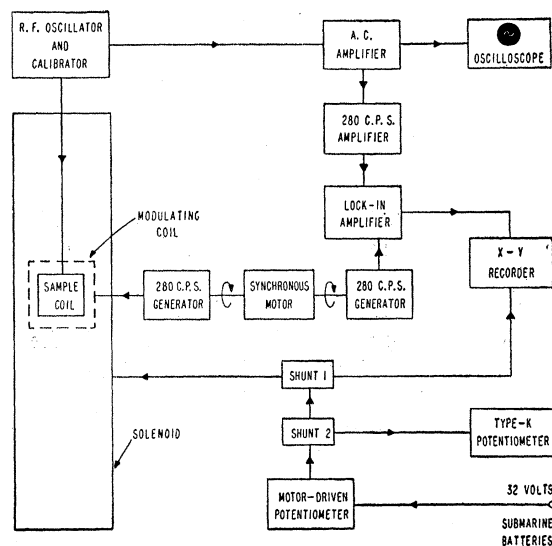 R.F. OSCILLATOR
AND
CALIBRATOR
A.C.
AMPLIFIER
OSCILLOSCOPE
280 C.P.S.
AMPLIFIER
MODULATING
COIL
LOCK-IN
AMPLIFIER
X-Y
RECORDER
SAMPLE
COIL
280 C.P.S.
GENERATOR
SYNCHRONOUS
MOTOR
280 C.P.S.
GENERATOR
SHUNT 1
SOLENOID
SHUNT 2
TYPE-K
POTENTIOMETER
MOTOR-DRIVEN
POTENTIOMETER
32 VOLTS
SUBMARINE
BATTERIES